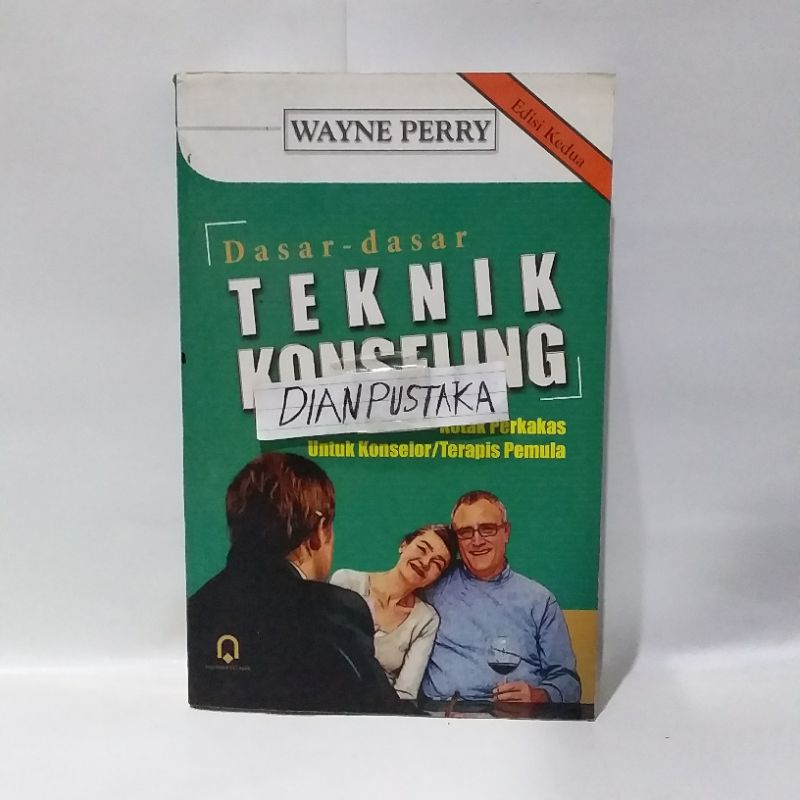 WAYNE PERRY
Edisi Kedua
Dasar-dasar
TEKNIK
KONSELING
DIANPUSTAKA
Kotak Perkakas
Untuk Konselor/Terapis Pemula